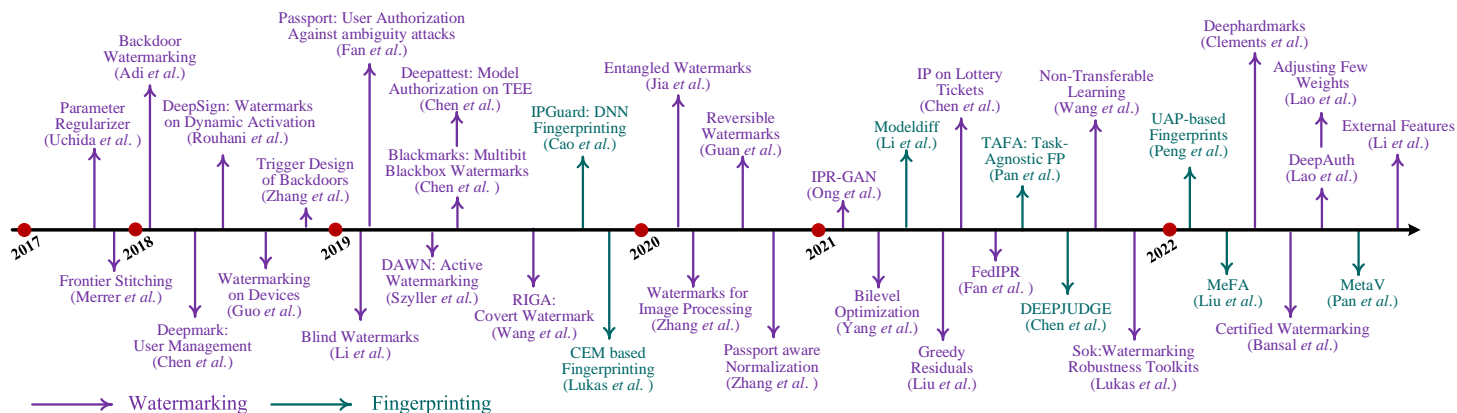 Parameter
Regularizer
(Uchida et al. )
Backdoor
Watermarking
(Adi et al.)
DeepSign: Watermarks
on Dynamic Activation
(Rouhani et al.)
Trigger Design
of Backdoors
(Zhang et al.)
Passport: User Authorization
Against ambiguity attacks
(Fan et al.)
Deepattest: Model
Authorization on TEE
(Chen et al.)
Blackmarks: Multibit
Blackbox Watermarks
(Chen et al. )
IPGuard: DNN
Fingerprinting
(Cao et al.)
Entangled Watermarks
(Jia et al.)
Reversible
Watermarks
(Guan et al.)
IPR-GAN
(Ong et al.)
Modeldiff
(Li et al.)
IP on Lottery
Tickets
(Chen et al.)
TAFA: Task-
Agnostic FP
(Pan et al.)
Non-Transferable
Learning
(Wang et al.)
UAP-based
Fingerprints
(Peng et al.)
Deephardmarks
(Clements et al.)
Adjusting Few
Weights
(Lao et al.)
DeepAuth
(Lao et al.)
External Features
(Li et al.)
2017
2018
2019
2020
2021
2022
Frontier Stitching
(Merrer et al.)
Deepmark:
User Management
(Chen et al.)
Watermarking
on Devices
(Guo et al.)
Blind Watermarks
(Li et al.)
DAWN: Active
Watermarking
(Szyller et al.)
RIGA:
Covert Watermark
(Wang et al.)
CEM based
Fingerprinting
(Lukas et al. )
Watermarks for
Image Processing
(Zhang et al.)
Passport aware
Normalization
(Zhang et al.)
Bilevel
Optimization
(Yang et al.)
Greedy
Residuals
(Liu et al.)
FedIPR
(Fan et al. )
DEEPJUDGE
(Chen et al.)
Sok:Watermarking
Robustness Toolkits
(Lukas et al.)
MeFA
(Liu et al.)
Certified Watermarking
(Bansal et al.)
MetaV
(Pan et al.)
Watermarking
Fingerprinting